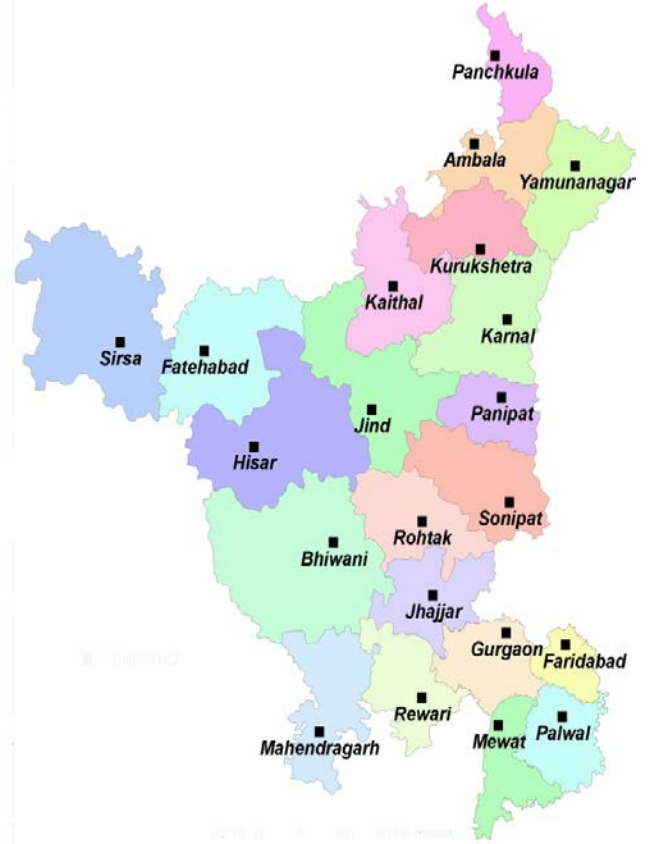 Panchkula
Ambala
Yamunanagar
Kurukshetra
Kaithal
Karnal
Sirsa
Fatehabad
Panipat
Jind
Hisar
Sonipat
Rohtak
Bhiwani
Jhajjar
Gurgaon
Faridabad
Rewari
Mewat
Palwal
Mahendragarh